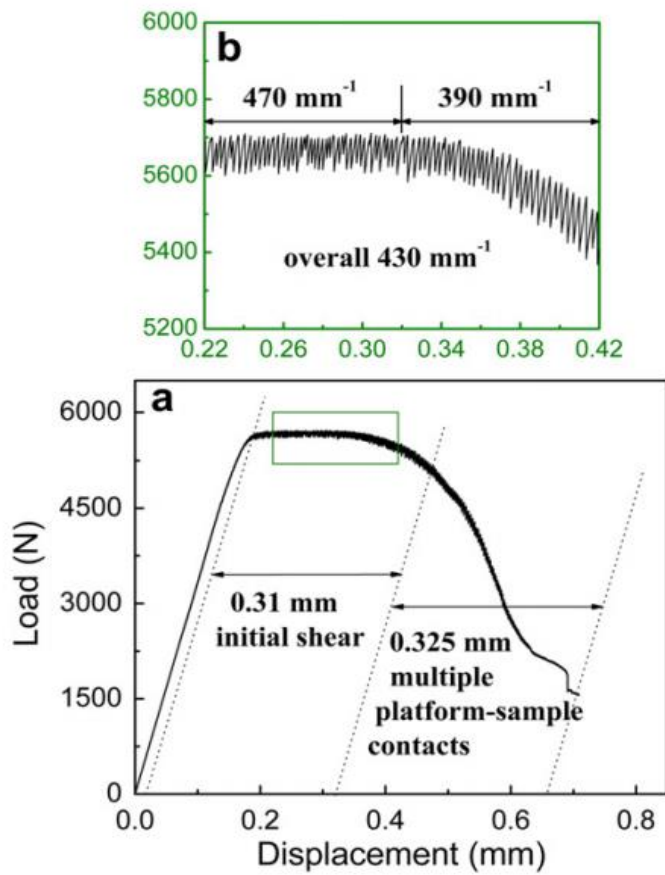 b
6000
5800
5600
5400
5200
470 mm⁻¹
390 mm⁻¹
overall 430 mm⁻¹
0.22 0.26 0.30 0.34 0.38 0.42
a
6000
4500
3000
1500
0
Load (N)
0.31 mm
initial shear
0.325 mm
multiple
platform-sample
contacts
0.0 0.2 0.4 0.6 0.8
Displacement (mm)